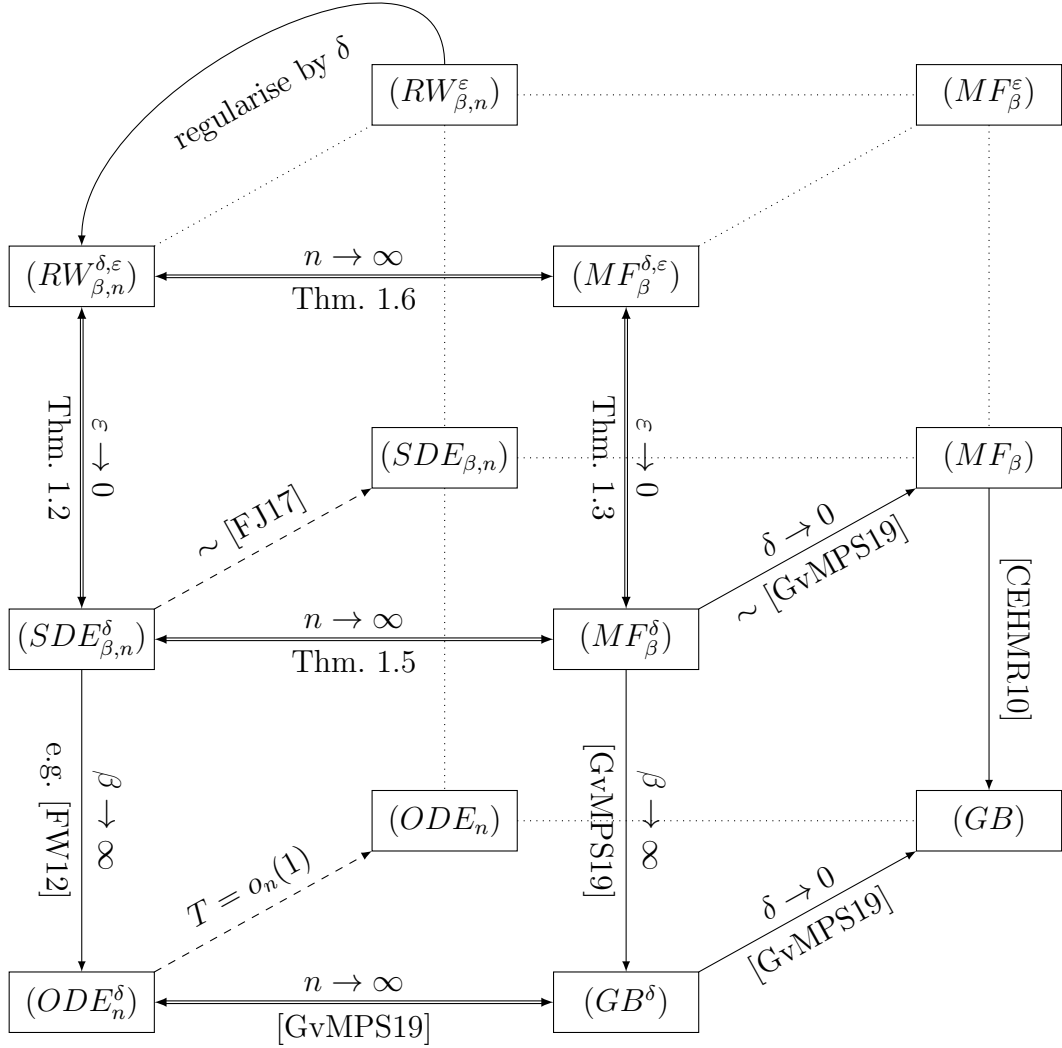 regularise by δ
(RW^ε_{β,n})
(MF^ε_β)
(RW^{δ,ε}_{β,n})
n → ∞
Thm. 1.6
(MF^{δ,ε}_β)
Thm. 1.2
ε → 0
Thm. 1.3
ε → 0
(SDE_{β,n})
(MF_β)
∼ [FJ17]
δ → 0
∼ [GvMPS19]
[CEHMR10]
(SDE^δ_{β,n})
n → ∞
Thm. 1.5
(MF^δ_β)
e.g. [FW12]
β → ∞
[GvMPS19]
β → ∞
(ODE_n)
(GB)
T = o_n(1)
δ → 0
[GvMPS19]
(ODE^δ_n)
n → ∞
[GvMPS19]
(GB^δ)